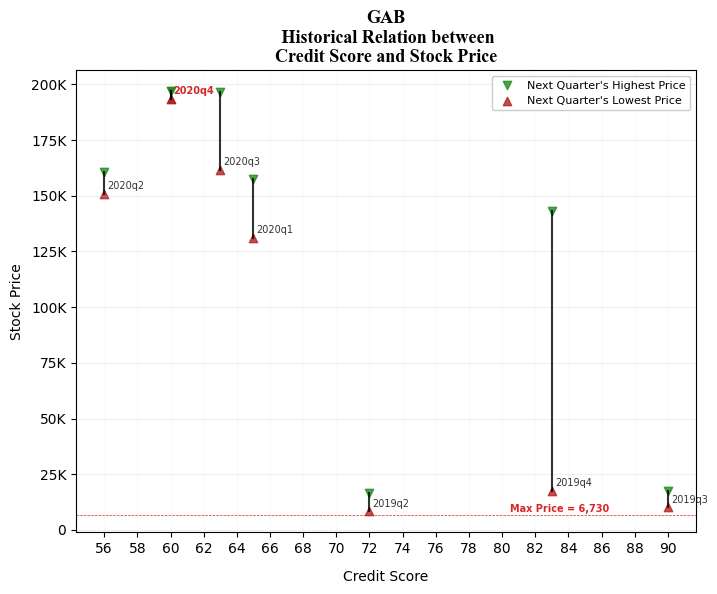 GAB
Historical Relation between
Credit Score and Stock Price
Next Quarter's Highest Price
Next Quarter's Lowest Price
200K
175K
150K
125K
100K
75K
50K
25K
0
Stock Price
2020q4
2020q3
2020q2
2020q1
2019q4
2019q3
2019q2
Max Price = 6,730
56 58 60 62 64 66 68 70 72 74 76 78 80 82 84 86 88 90
Credit Score